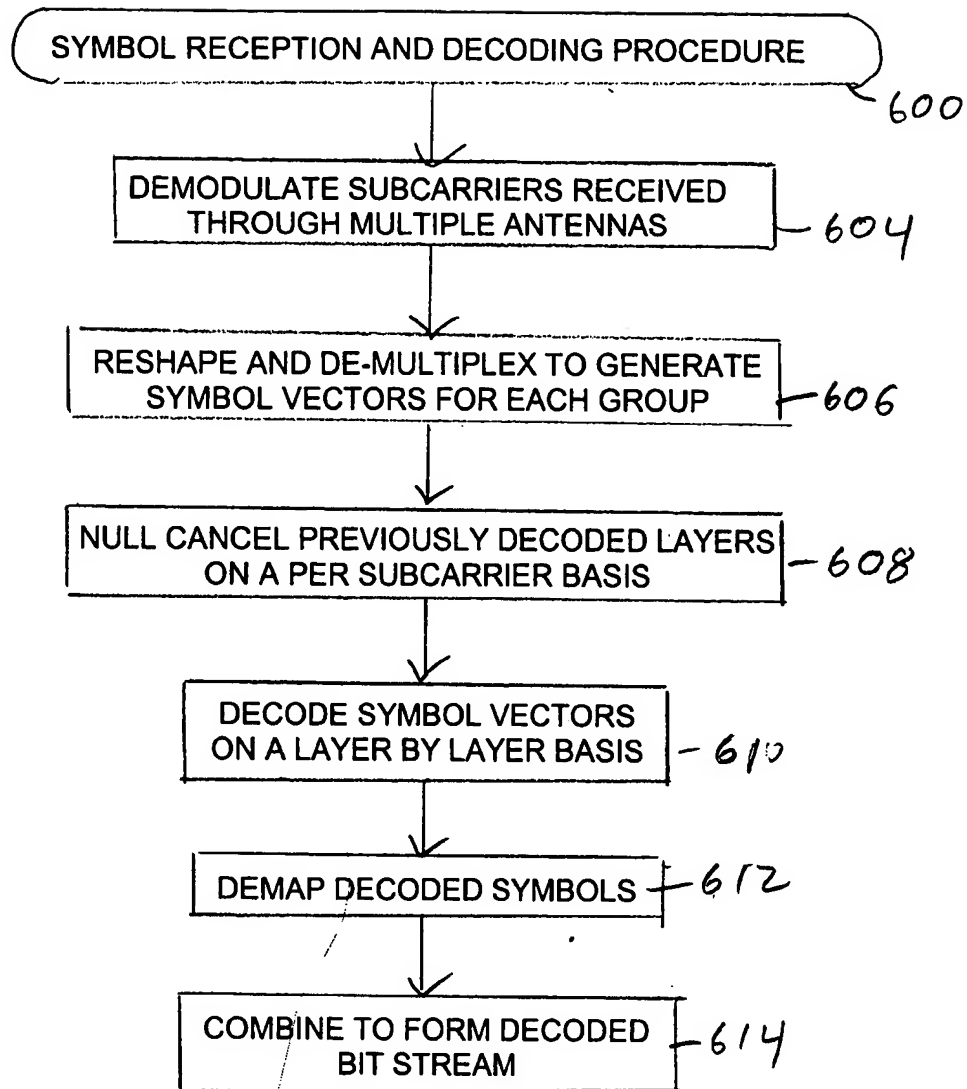 SYMBOL RECEPTION AND DECODING PROCEDURE
600
DEMODULATE SUBCARRIERS RECEIVED
THROUGH MULTIPLE ANTENNAS
604
RESHAPE AND DE-MULTIPLEX TO GENERATE
SYMBOL VECTORS FOR EACH GROUP
606
NULL CANCEL PREVIOUSLY DECODED LAYERS
ON A PER SUBCARRIER BASIS
608
DECODE SYMBOL VECTORS
ON A LAYER BY LAYER BASIS
610
DEMAP DECODED SYMBOLS
612
COMBINE TO FORM DECODED
BIT STREAM
614